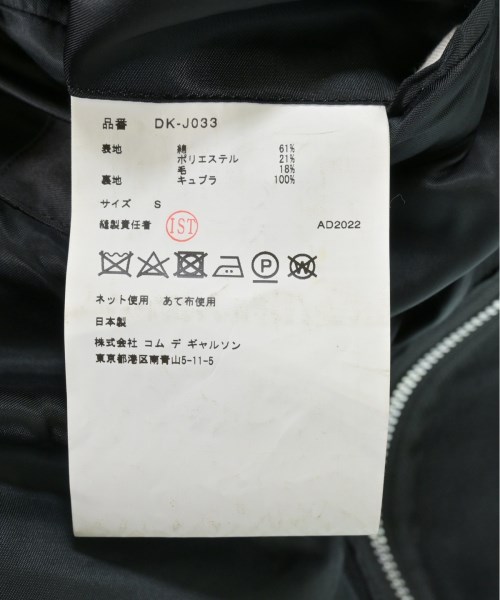 品番 DK-J033
表地 綿 61%
ポリエステル 21%
毛 18%
裏地 キュプラ 100%
サイズ S
縫製責任者 IST AD2022
P W
ネット使用 あて布使用
日本製
株式会社 コム デ ギャルソン
東京都港区南青山5-11-5